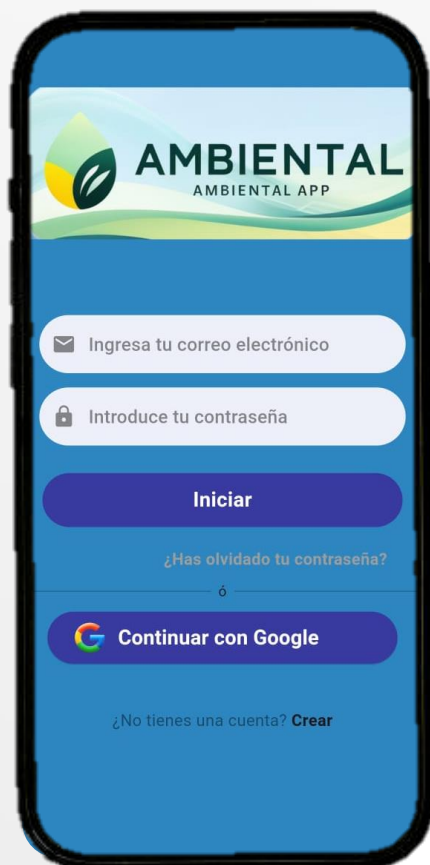 AMBIENTAL
AMBIENTAL APP
Ingresa tu correo electrónico
Introduce tu contraseña
Iniciar
¿Has olvidado tu contraseña?
ó
Continuar con Google
¿No tienes una cuenta? Crear